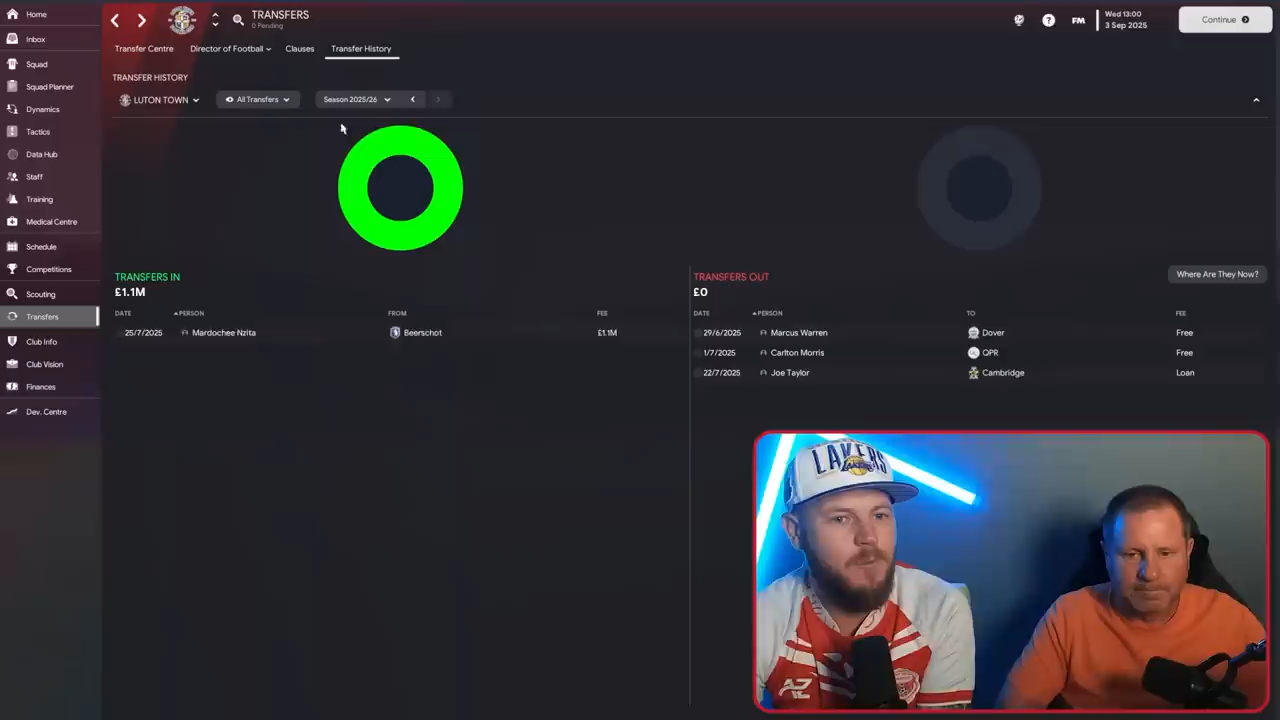 Home
Inbox
Squad
Squad Planner
Dynamics
Tactics
Data Hub
Staff
Training
Medical Centre
Schedule
Competitions
Scouting
Transfers
Club Info
Club Vision
Finances
Dev. Centre
TRANSFERS
0 Pending
FM
Wed 13:00
3 Sep 2025
Continue
Transfer Centre Director of Football Clauses Transfer History
TRANSFER HISTORY
LUTON TOWN All Transfers Season 2025/26
TRANSFERS IN
£1.1M
DATE PERSON FROM FEE
25/7/2025 Mardochee Nzita Beerschot £1.1M
TRANSFERS OUT
£0
Where Are They Now?
DATE PERSON TO FEE
29/6/2025 Marcus Warren Dover Free
1/7/2025 Carlton Morris QPR Free
22/7/2025 Joe Taylor Cambridge Loan
LAKERS